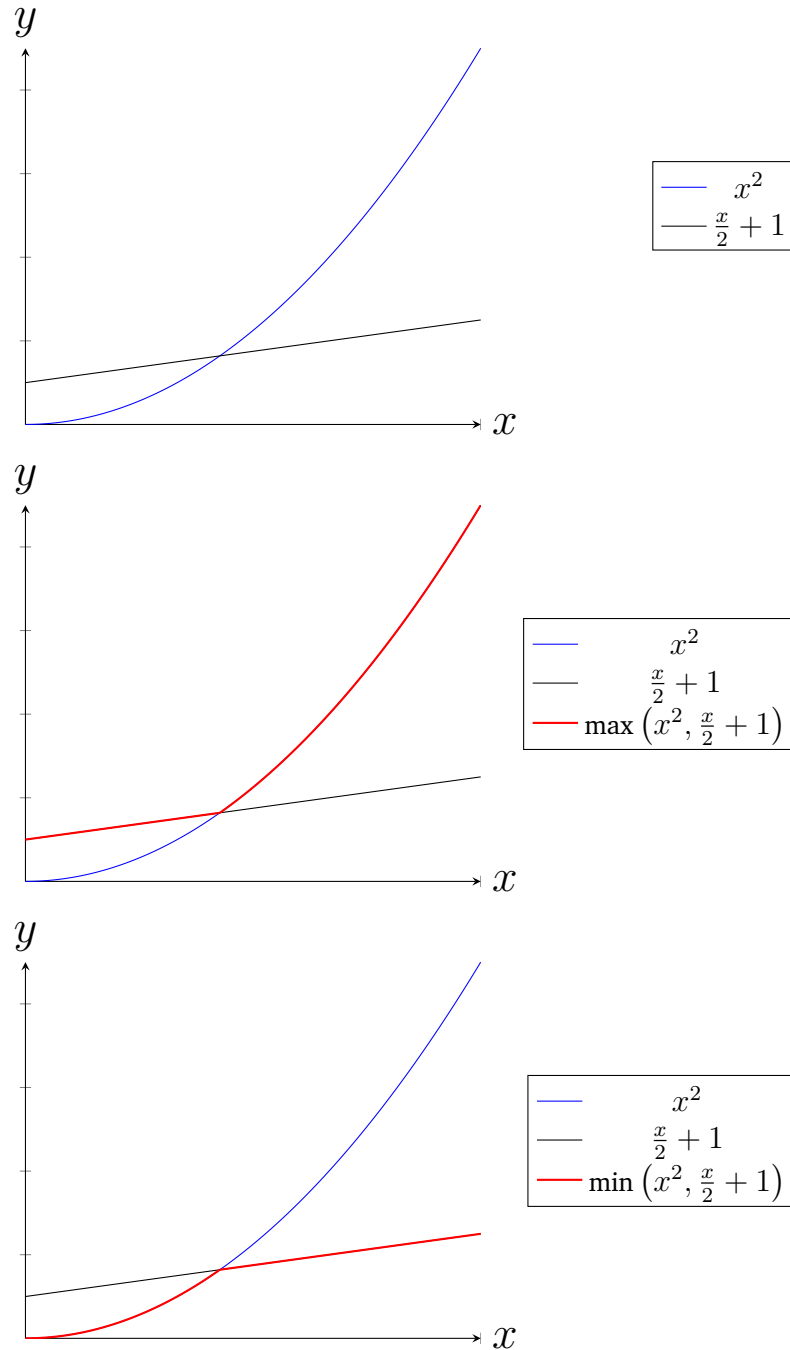 y
x² 
x/2 + 1
x
y
x²
x/2 + 1
max (x², x/2 + 1)
x
y
x²
x/2 + 1
min (x², x/2 + 1)
x